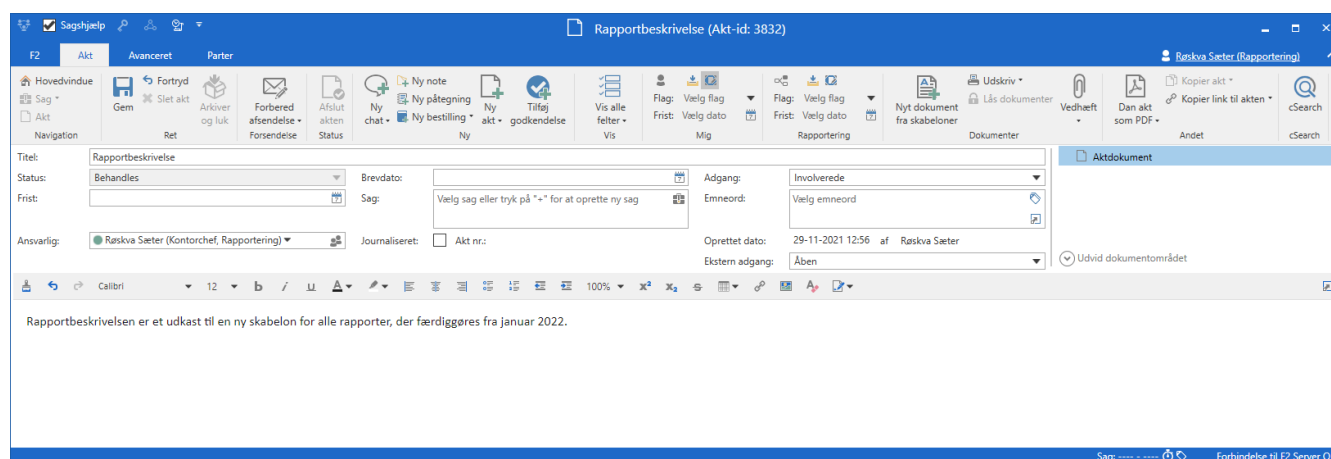 Sagshjælp
Rapportbeskrivelse (Akt-id: 3832)
F2 Akt Avanceret Parter
Røskva Sæter (Rapportering)
Hovedvindue
Sag
Akt
Navigation
Gem
Fortryd
Slet akt
Arkiver og luk
Ret
Forbered afsendelse
Forsendelse
Afslut akten
Status
Ny chat
Ny note
Ny påtegning
Ny bestilling
Ny akt
Tilføj godkendelse
Ny
Vis alle felter
Vis
Flag: Vælg flag
Frist: Vælg dato
Mig
Flag: Vælg flag
Frist: Vælg dato
Rapportering
Nyt dokument fra skabeloner
Udskriv
Lås dokumenter
Dokumenter
Vedhæft
Dan akt som PDF
Kopier akt
Kopier link til akten
Andet
cSearch
cSearch
Titel: Rapportbeskrivelse
Aktdokument
Status: Behandles Brevdato: Adgang: Involverede
Frist: Sag: Vælg sag eller tryk på "+" for at oprette ny sag Emneord: Vælg emneord
Ansvarlig: Røskva Sæter (Kontorchef, Rapportering) Journaliseret: Akt nr.: Oprettet dato: 29-11-2021 12:56 af Røskva Sæter
Ekstern adgang: Åben
Udvid dokumentområdet
Calibri 12 b i u A 100% x² x₂ S
Rapportbeskrivelsen er et udkast til en ny skabelon for alle rapporter, der færdiggøres fra januar 2022.
Sag: ---- - ---- Forbindelse til F2 Server O